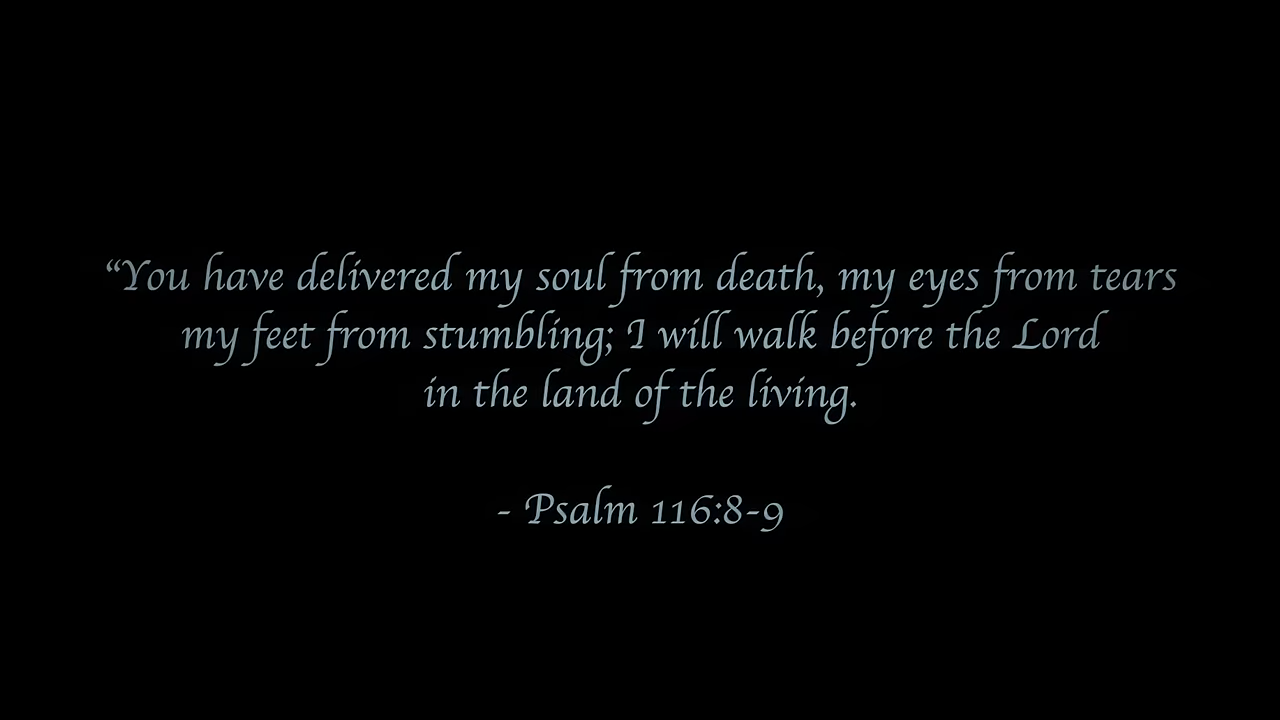 “You have delivered my soul from death, my eyes from tears
my feet from stumbling; I will walk before the Lord
in the land of the living.
- Psalm 116:8-9